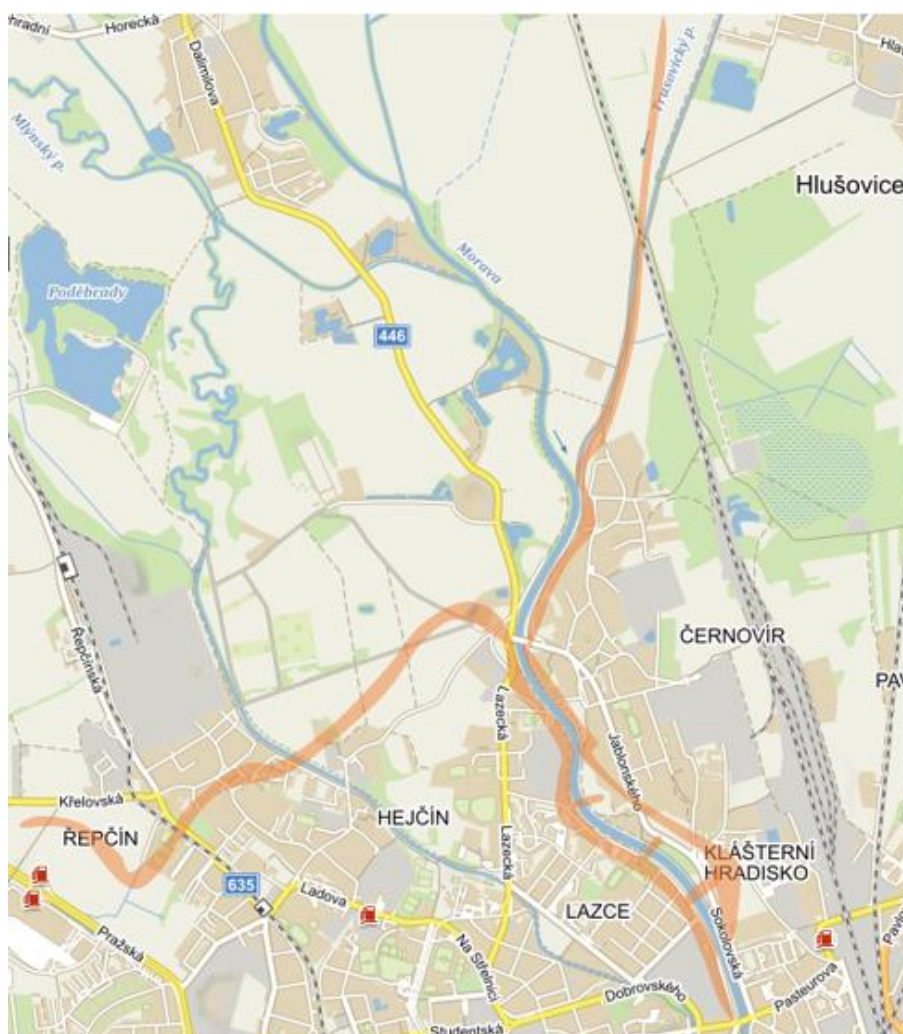 Horecká
Dalimilova
Trusovický p.
Mlýnský p.
Hlušovice
Morava
Poděbrady
446
ČERNOVÍR
Řepčínská
Lazecká
Jablonského
Křelovská
HEJČÍN
ŘEPČÍN
Lazecká
KLÁŠTERNÍ
HRADISKO
635
Ladova
LAZCE
Sokolovská
Pražská
Na Střelnici
Pasteurova
Dobrovského
Studentská